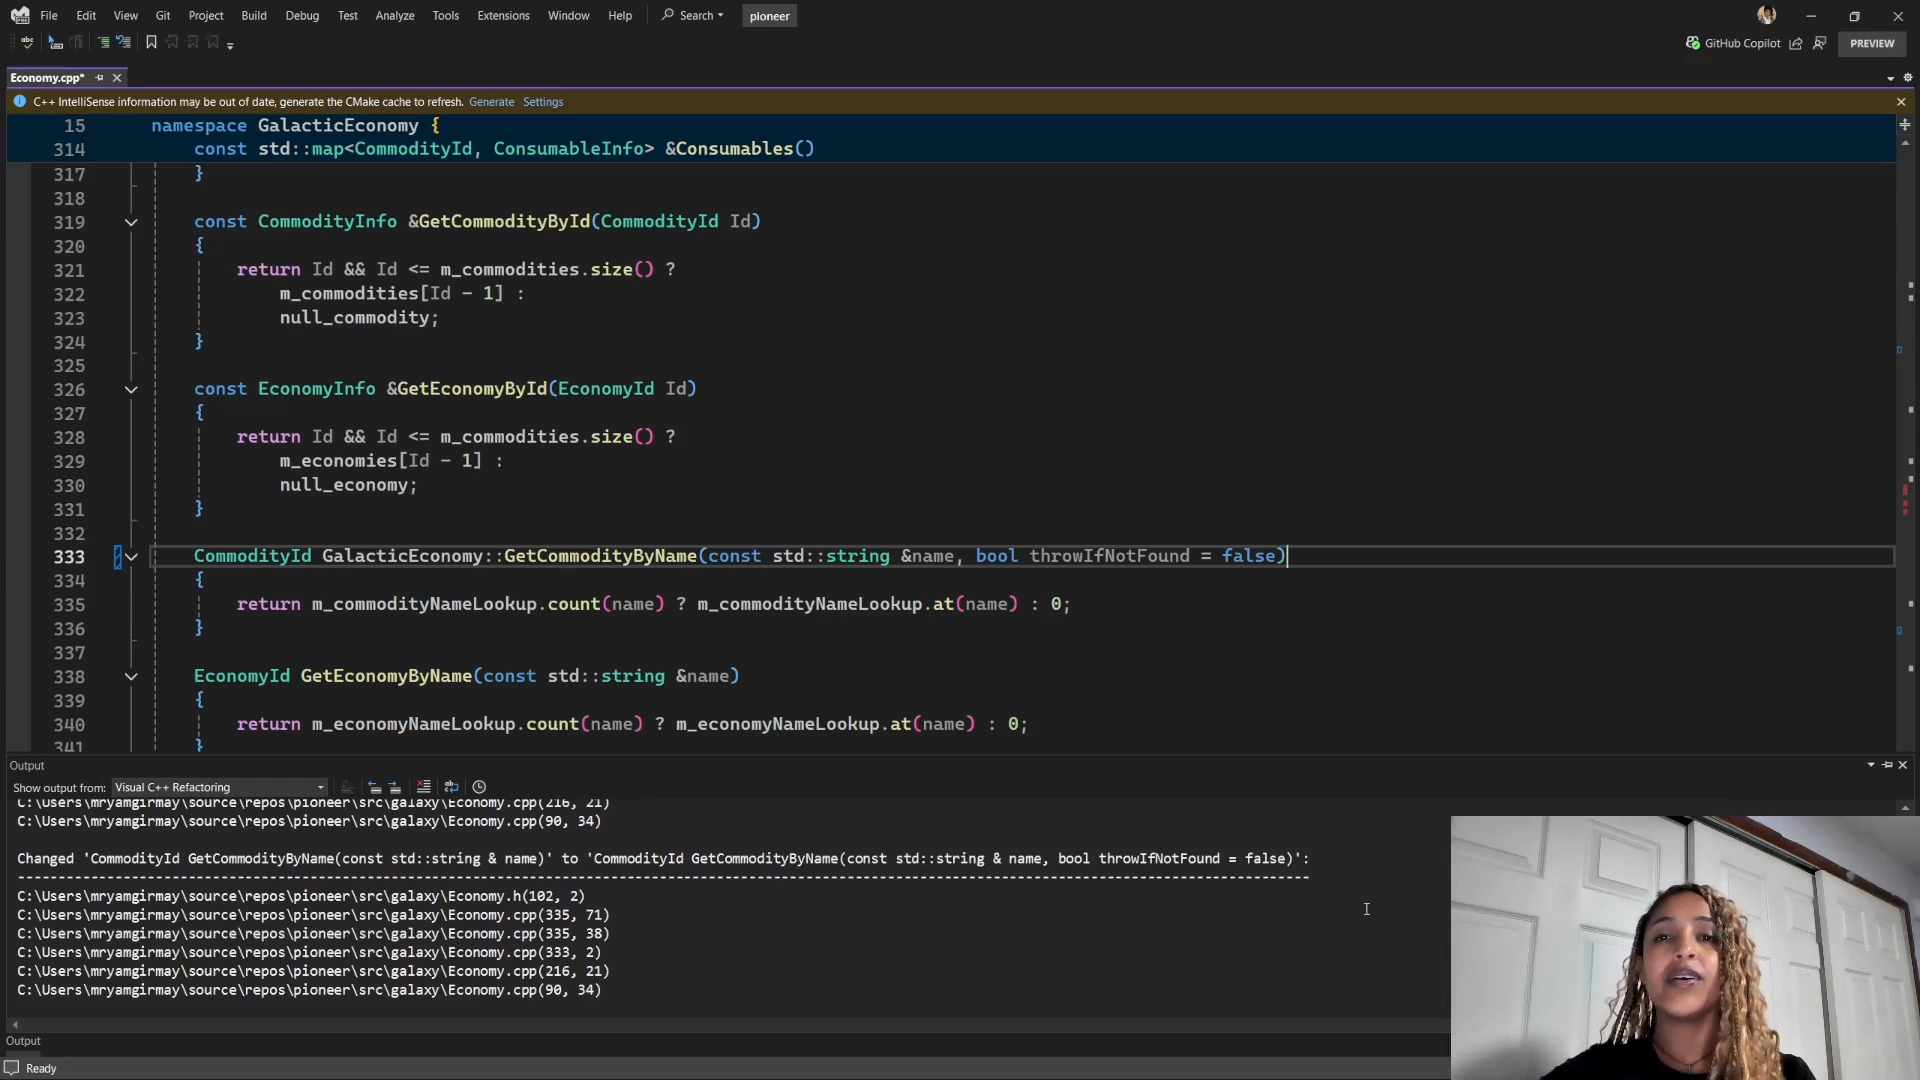 File Edit View Git Project Build Debug Test Analyze Tools Extensions Window Help Search pioneer
GitHub Copilot PREVIEW
Economy.cpp*
C++ IntelliSense information may be out of date, generate the CMake cache to refresh. Generate Settings
15 namespace GalacticEconomy {
314 const std::map<CommodityId, ConsumableInfo> &Consumables()
317 }
318
319 const CommodityInfo &GetCommodityById(CommodityId Id)
320 {
321 return Id && Id <= m_commodities.size() ?
322 m_commodities[Id - 1] :
323 null_commodity;
324 }
325
326 const EconomyInfo &GetEconomyById(EconomyId Id)
327 {
328 return Id && Id <= m_commodities.size() ?
329 m_economies[Id - 1] :
330 null_economy;
331 }
332
333 CommodityId GalacticEconomy::GetCommodityByName(const std::string &name, bool throwIfNotFound = false)
334 {
335 return m_commodityNameLookup.count(name) ? m_commodityNameLookup.at(name) : 0;
336 }
337
338 EconomyId GetEconomyByName(const std::string &name)
339 {
340 return m_economyNameLookup.count(name) ? m_economyNameLookup.at(name) : 0;
341 }
Output
Show output from: Visual C++ Refactoring
C:\Users\mryamgirmay\source\repos\pioneer\src\galaxy\Economy.cpp(216, 21)
C:\Users\mryamgirmay\source\repos\pioneer\src\galaxy\Economy.cpp(90, 34)
Changed 'CommodityId GetCommodityByName(const std::string & name)' to 'CommodityId GetCommodityByName(const std::string & name, bool throwIfNotFound = false)':
C:\Users\mryamgirmay\source\repos\pioneer\src\galaxy\Economy.h(102, 2)
C:\Users\mryamgirmay\source\repos\pioneer\src\galaxy\Economy.cpp(335, 71)
C:\Users\mryamgirmay\source\repos\pioneer\src\galaxy\Economy.cpp(335, 38)
C:\Users\mryamgirmay\source\repos\pioneer\src\galaxy\Economy.cpp(333, 2)
C:\Users\mryamgirmay\source\repos\pioneer\src\galaxy\Economy.cpp(216, 21)
C:\Users\mryamgirmay\source\repos\pioneer\src\galaxy\Economy.cpp(90, 34)
Output
Ready